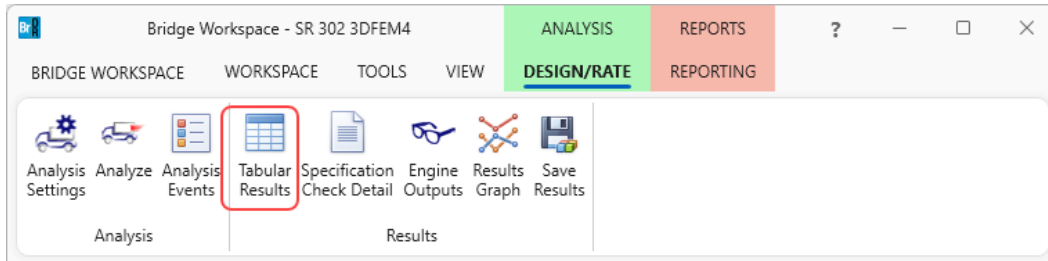 Br Bridge Workspace - SR 302 3DFEM4 ANALYSIS REPORTS ? — □ ×
BRIDGE WORKSPACE WORKSPACE TOOLS VIEW DESIGN/RATE REPORTING
Analysis Analyze Analysis Tabular Specification Engine Results Save
Settings Events Results Check Detail Outputs Graph Results
Analysis Results